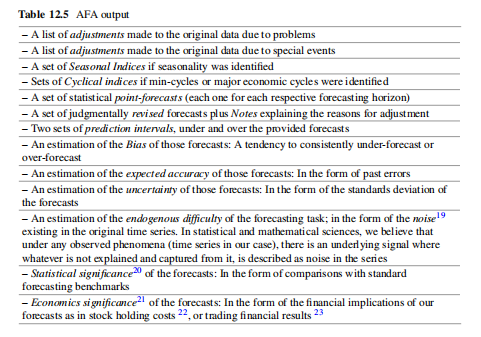 Table 12.5 AFA output
– A list of adjustments made to the original data due to problems
– A list of adjustments made to the original data due to special events
– A set of Seasonal Indices if seasonality was identified
– Sets of Cyclical indices if min-cycles or major economic cycles were identified
– A set of statistical point-forecasts (each one for each respective forecasting horizon)
– A set of judgmentally revised forecasts plus Notes explaining the reasons for adjustment
– Two sets of prediction intervals, under and over the provided forecasts
– An estimation of the Bias of those forecasts: A tendency to consistently under-forecast or
over-forecast
– An estimation of the expected accuracy of those forecasts: In the form of past errors
– An estimation of the uncertainty of those forecasts: In the form of the standards deviation of
the forecasts
– An estimation of the endogenous difficulty of the forecasting task; in the form of the noise19
existing in the original time series. In statistical and mathematical sciences, we believe that
under any observed phenomena (time series in our case), there is an underlying signal where
whatever is not explained and captured from it, is described as noise in the series
– Statistical significance20 of the forecasts: In the form of comparisons with standard
forecasting benchmarks
– Economics significance21 of the forecasts: In the form of the financial implications of our
forecasts as in stock holding costs 22, or trading financial results 23